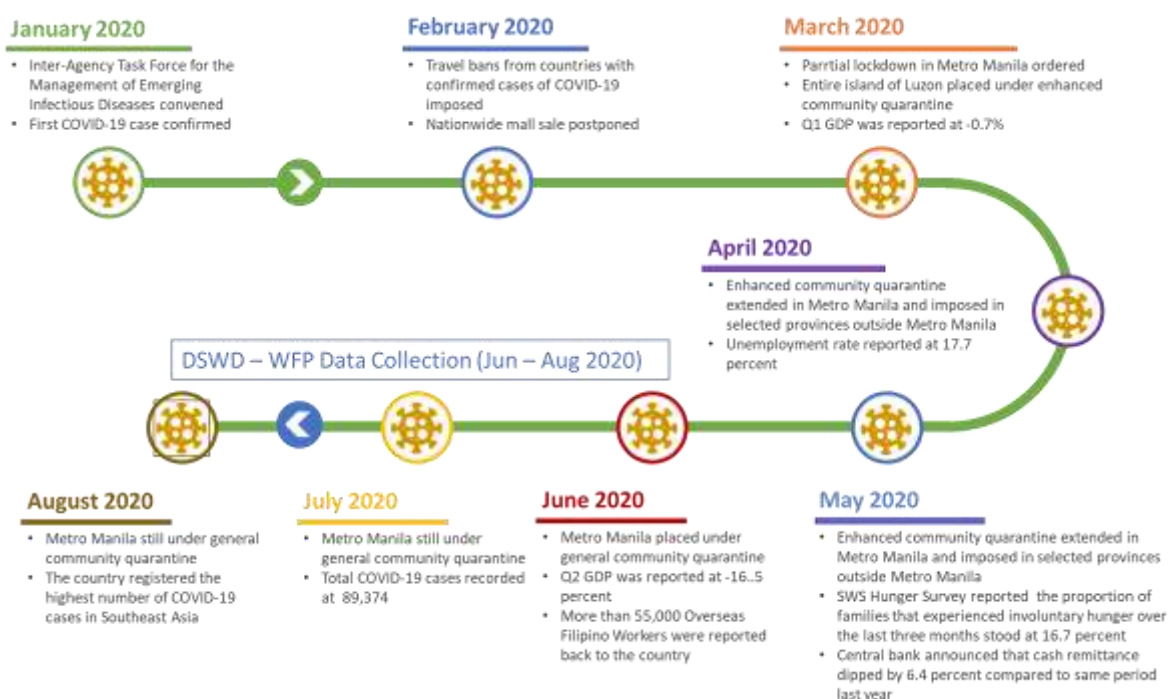 January 2020
• Inter-Agency Task Force for the
Management of Emerging
Infectious Diseases convened
• First COVID-19 case confirmed
February 2020
• Travel bans from countries with
confirmed cases of COVID-19
imposed
• Nationwide mall sale postponed
March 2020
• Parrtial lockdown in Metro Manila ordered
• Entire island of Luzon placed under enhanced
community quarantine
• Q1 GDP was reported at -0.7%
April 2020
• Enhanced community quarantine
extended in Metro Manila and imposed in
selected provinces outside Metro Manila
• Unemployment rate reported at 17.7
percent
DSWD – WFP Data Collection (Jun – Aug 2020)
August 2020
• Metro Manila still under general
community quarantine
• The country registered the
highest number of COVID-19
cases in Southeast Asia
July 2020
• Metro Manila still under
general community quarantine
• Total COVID-19 cases recorded
at 89,374
June 2020
• Metro Manila placed under
general community quarantine
• Q2 GDP was reported at -16..5
percent
• More than 55,000 Overseas
Filipino Workers were reported
back to the country
May 2020
• Enhanced community quarantine extended in
Metro Manila and imposed in selected provinces
outside Metro Manila
• SWS Hunger Survey reported the proportion of
families that experienced involuntary hunger over
the last three months stood at 16.7 percent
• Central bank announced that cash remittance
dipped by 6.4 percent compared to same period
last year